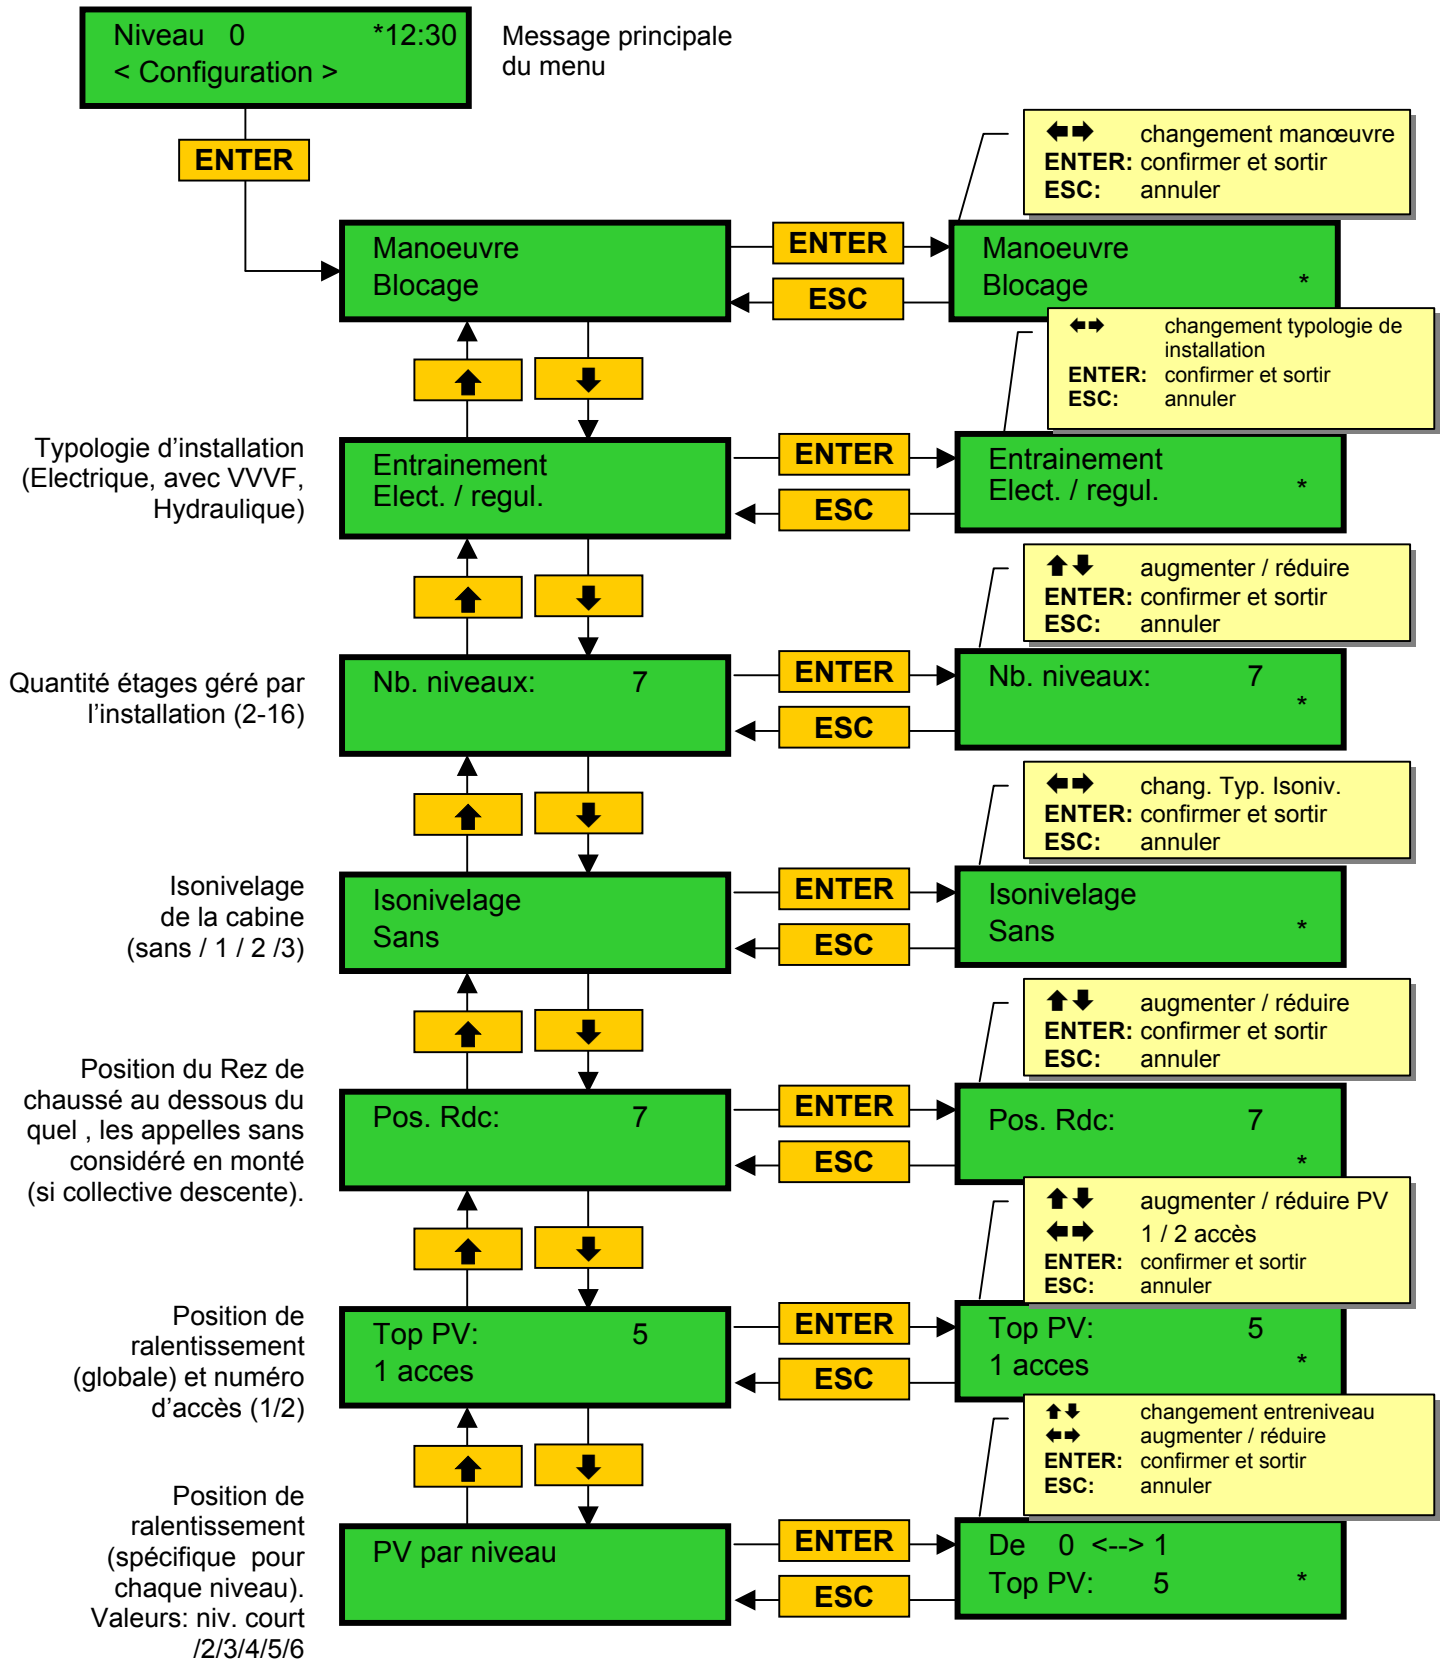 Niveau 0 *12:30
< Configuration >
Message principale
du menu
ENTER
changement manœuvre
ENTER: confirmer et sortir
ESC: annuler
Manoeuvre
Blocage
ENTER
ESC
Manoeuvre
Blocage *
changement typologie de
installation
ENTER: confirmer et sortir
ESC: annuler
Typologie d'installation
(Electrique, avec VVVF,
Hydraulique)
Entrainement
Elect. / regul.
ENTER
ESC
Entrainement
Elect. / regul. *
augmenter / réduire
ENTER: confirmer et sortir
ESC: annuler
Quantité étages géré par
l'installation (2-16)
Nb. niveaux: 7
ENTER
ESC
Nb. niveaux: 7
*
chang. Typ. Isoniv.
ENTER: confirmer et sortir
ESC: annuler
Isonivelage
de la cabine
(sans / 1 / 2 /3)
Isonivelage
Sans
ENTER
ESC
Isonivelage
Sans *
augmenter / réduire
ENTER: confirmer et sortir
ESC: annuler
Position du Rez de
chaussé au dessous du
quel , les appelles sans
considéré en monté
(si collective descente).
Pos. Rdc: 7
ENTER
ESC
Pos. Rdc: 7
*
augmenter / réduire PV
1 / 2 accès
ENTER: confirmer et sortir
ESC: annuler
Position de
ralentissement
(globale) et numéro
d'accès (1/2)
Top PV: 5
1 acces
ENTER
ESC
Top PV: 5
1 acces *
changement entreniveau
augmenter / réduire
ENTER: confirmer et sortir
ESC: annuler
Position de
ralentissement
(spécifique pour
chaque niveau).
Valeurs: niv. court
/2/3/4/5/6
PV par niveau
ENTER
ESC
De 0 <--> 1
Top PV: 5 *